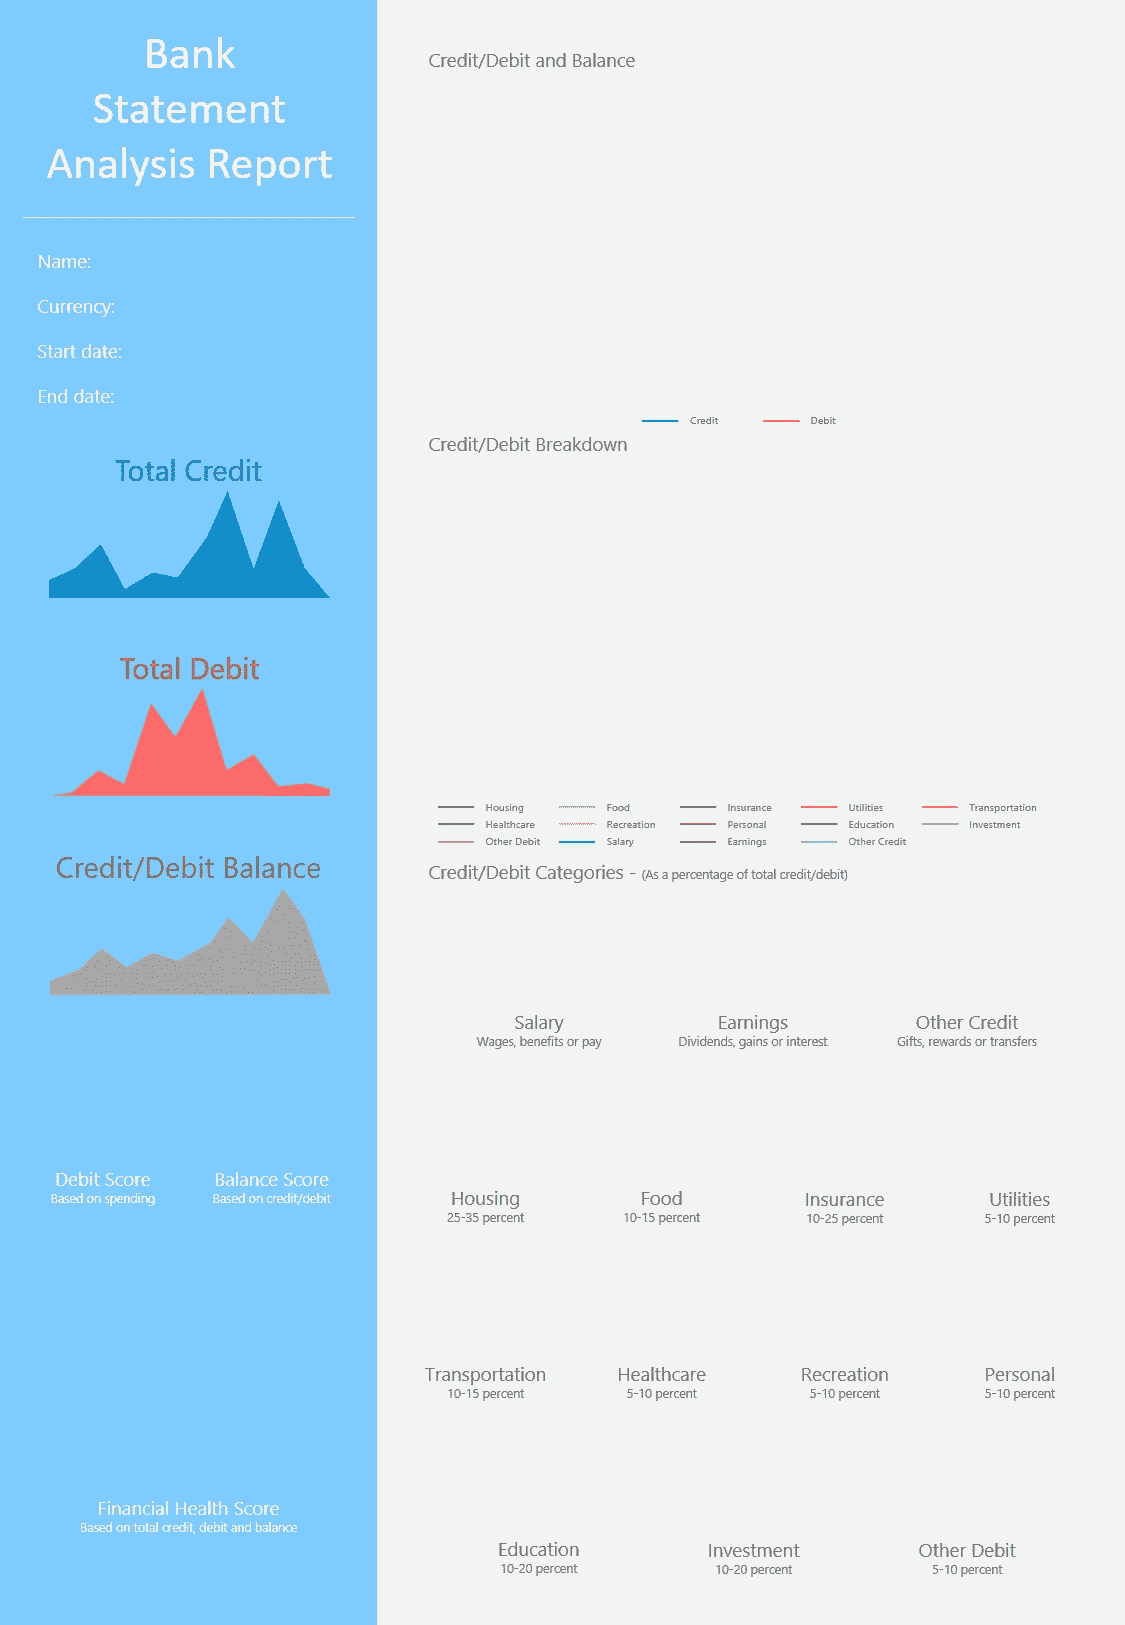 Bank
Statement
Analysis Report
Name:
Currency:
Start date:
End date:
Total Credit
Total Debit
Credit/Debit Balance
Debit Score
Based on spending
Balance Score
Based on credit/debit
Financial Health Score
Based on total credit, debit and balance
Credit/Debit and Balance
Credit Debit
Credit/Debit Breakdown
Housing Food Insurance Utilities Transportation
Healthcare Recreation Personal Education Investment
Other Debit Salary Earnings Other Credit
Credit/Debit Categories - (As a percentage of total credit/debit)
Salary
Wages, benefits or pay
Earnings
Dividends, gains or interest
Other Credit
Gifts, rewards or transfers
Housing
25-35 percent
Food
10-15 percent
Insurance
10-25 percent
Utilities
5-10 percent
Transportation
10-15 percent
Healthcare
5-10 percent
Recreation
5-10 percent
Personal
5-10 percent
Education
10-20 percent
Investment
10-20 percent
Other Debit
5-10 percent